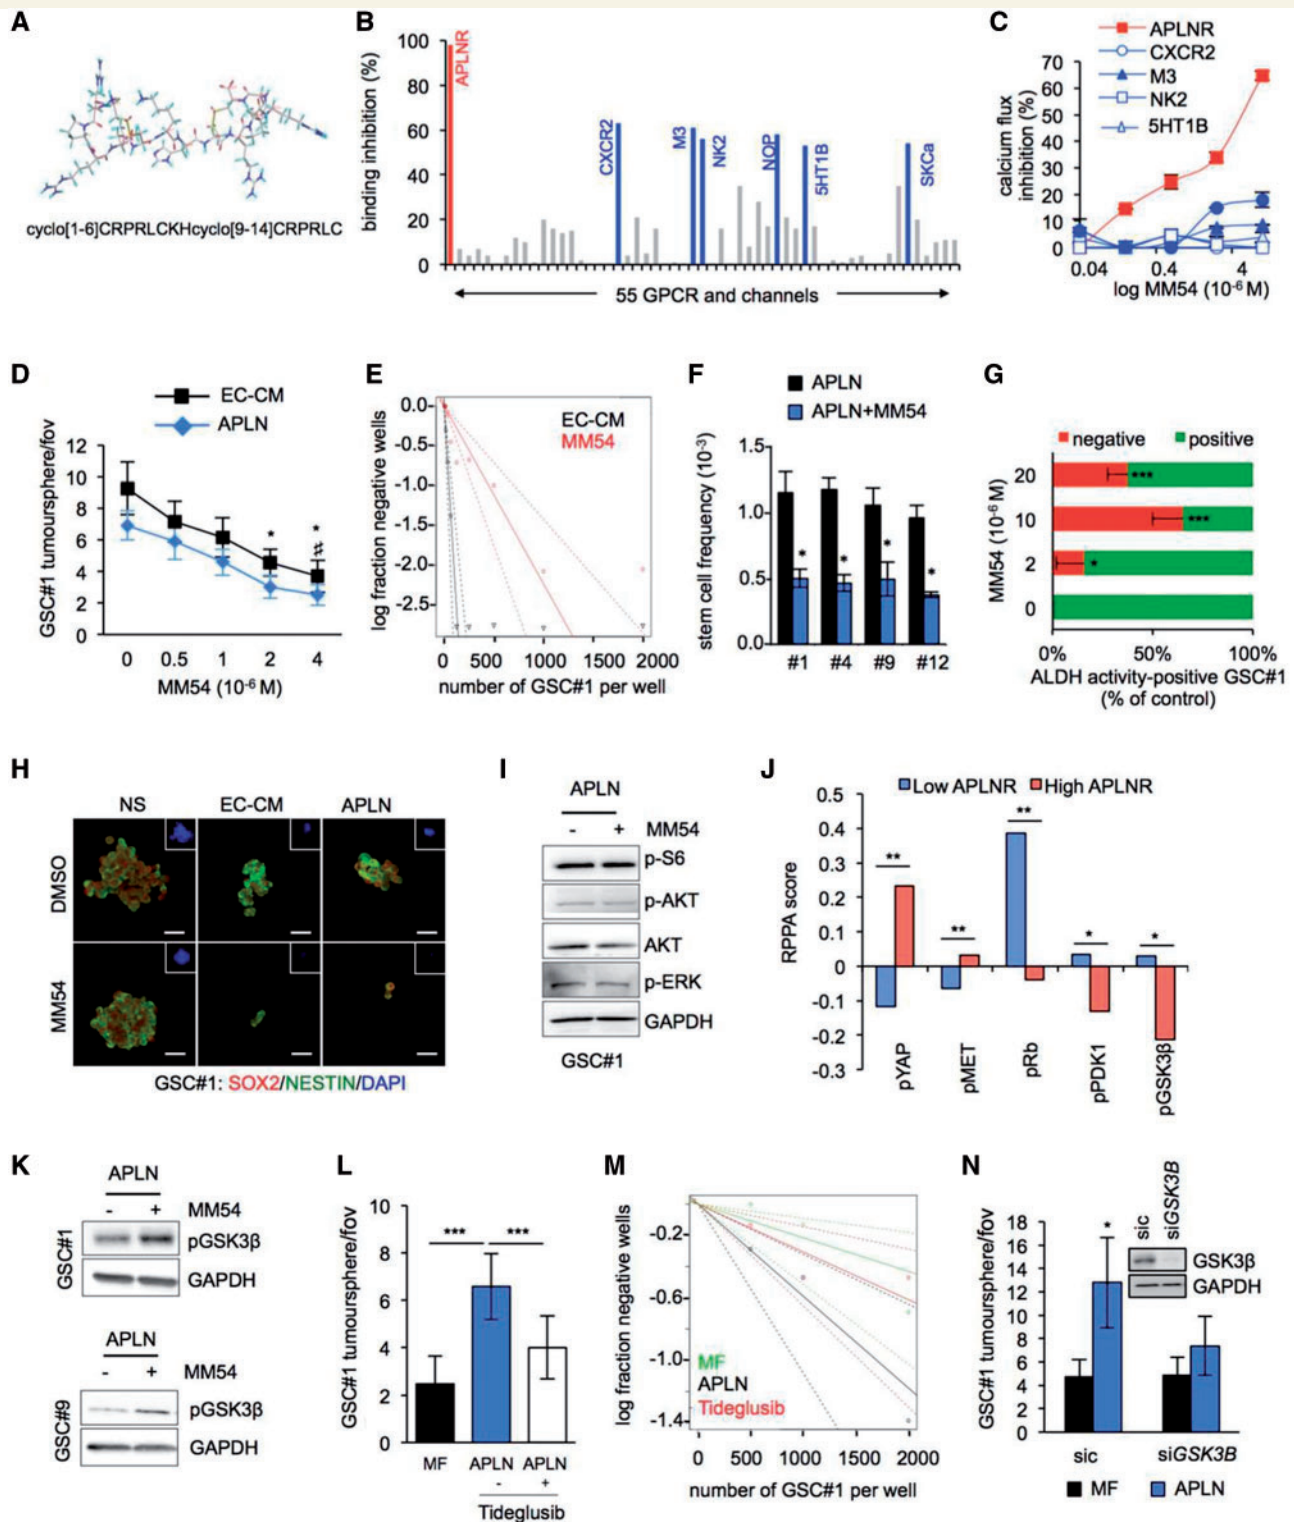 A
cyclo[1-6]CRPRLCKHcyclo[9-14]CRPRLC
B
binding inhibition (%)
100
80
60
40
20
0
APLNR
CXCR2
M3
NK2
NOP
5HT1B
SKCa
55 GPCR and channels
C
APLNR
CXCR2
M3
NK2
5HT1B
calcium flux
inhibition (%)
70
60
50
40
30
20
10
0
0.04 0.4 4
log MM54 (10-6 M)
D
EC-CM
APLN
GSC#1 tumoursphere/fov
12
10
8
6
4
2
0
*
*
#
0 0.5 1 2 4
MM54 (10-6 M)
E
EC-CM
MM54
log fraction negative wells
0.0
-0.5
-1.0
-1.5
-2.0
-2.5
0 500 1000 1500 2000
number of GSC#1 per well
F
APLN
APLN+MM54
stem cell frequency (10-3)
1.5
1.0
0.5
0.0
* * * *
#1 #4 #9 #12
G
negative positive
MM54 (10-6 M)
20 ***
10 ***
2 *
0
0% 50% 100%
ALDH activity-positive GSC#1
(% of control)
H
NS EC-CM APLN
DMSO
MM54
GSC#1: SOX2/NESTIN/DAPI
I
APLN
- + MM54
p-S6
p-AKT
AKT
p-ERK
GAPDH
GSC#1
J
Low APLNR High APLNR
RPPA score
0.5
0.4
0.3
0.2
0.1
0
-0.1
-0.2
-0.3
** ** ** * *
pYAP pMET pRb pPDK1 pGSK3β
K
APLN
- + MM54
GSC#1
pGSK3β
GAPDH
APLN
- + MM54
GSC#9
pGSK3β
GAPDH
L
GSC#1 tumoursphere/fov
10
8
6
4
2
0
*** ***
MF APLN APLN
- +
Tideglusib
M
log fraction negative wells
-0.2
-0.6
-1.0
-1.4
MF
APLN
Tideglusib
0 500 1000 1500 2000
number of GSC#1 per well
N
GSC#1 tumoursphere/fov
18
16
14
12
10
8
6
4
2
0
*
sic siGSK3B
GSK3β
GAPDH
sic siGSK3B
MF APLN